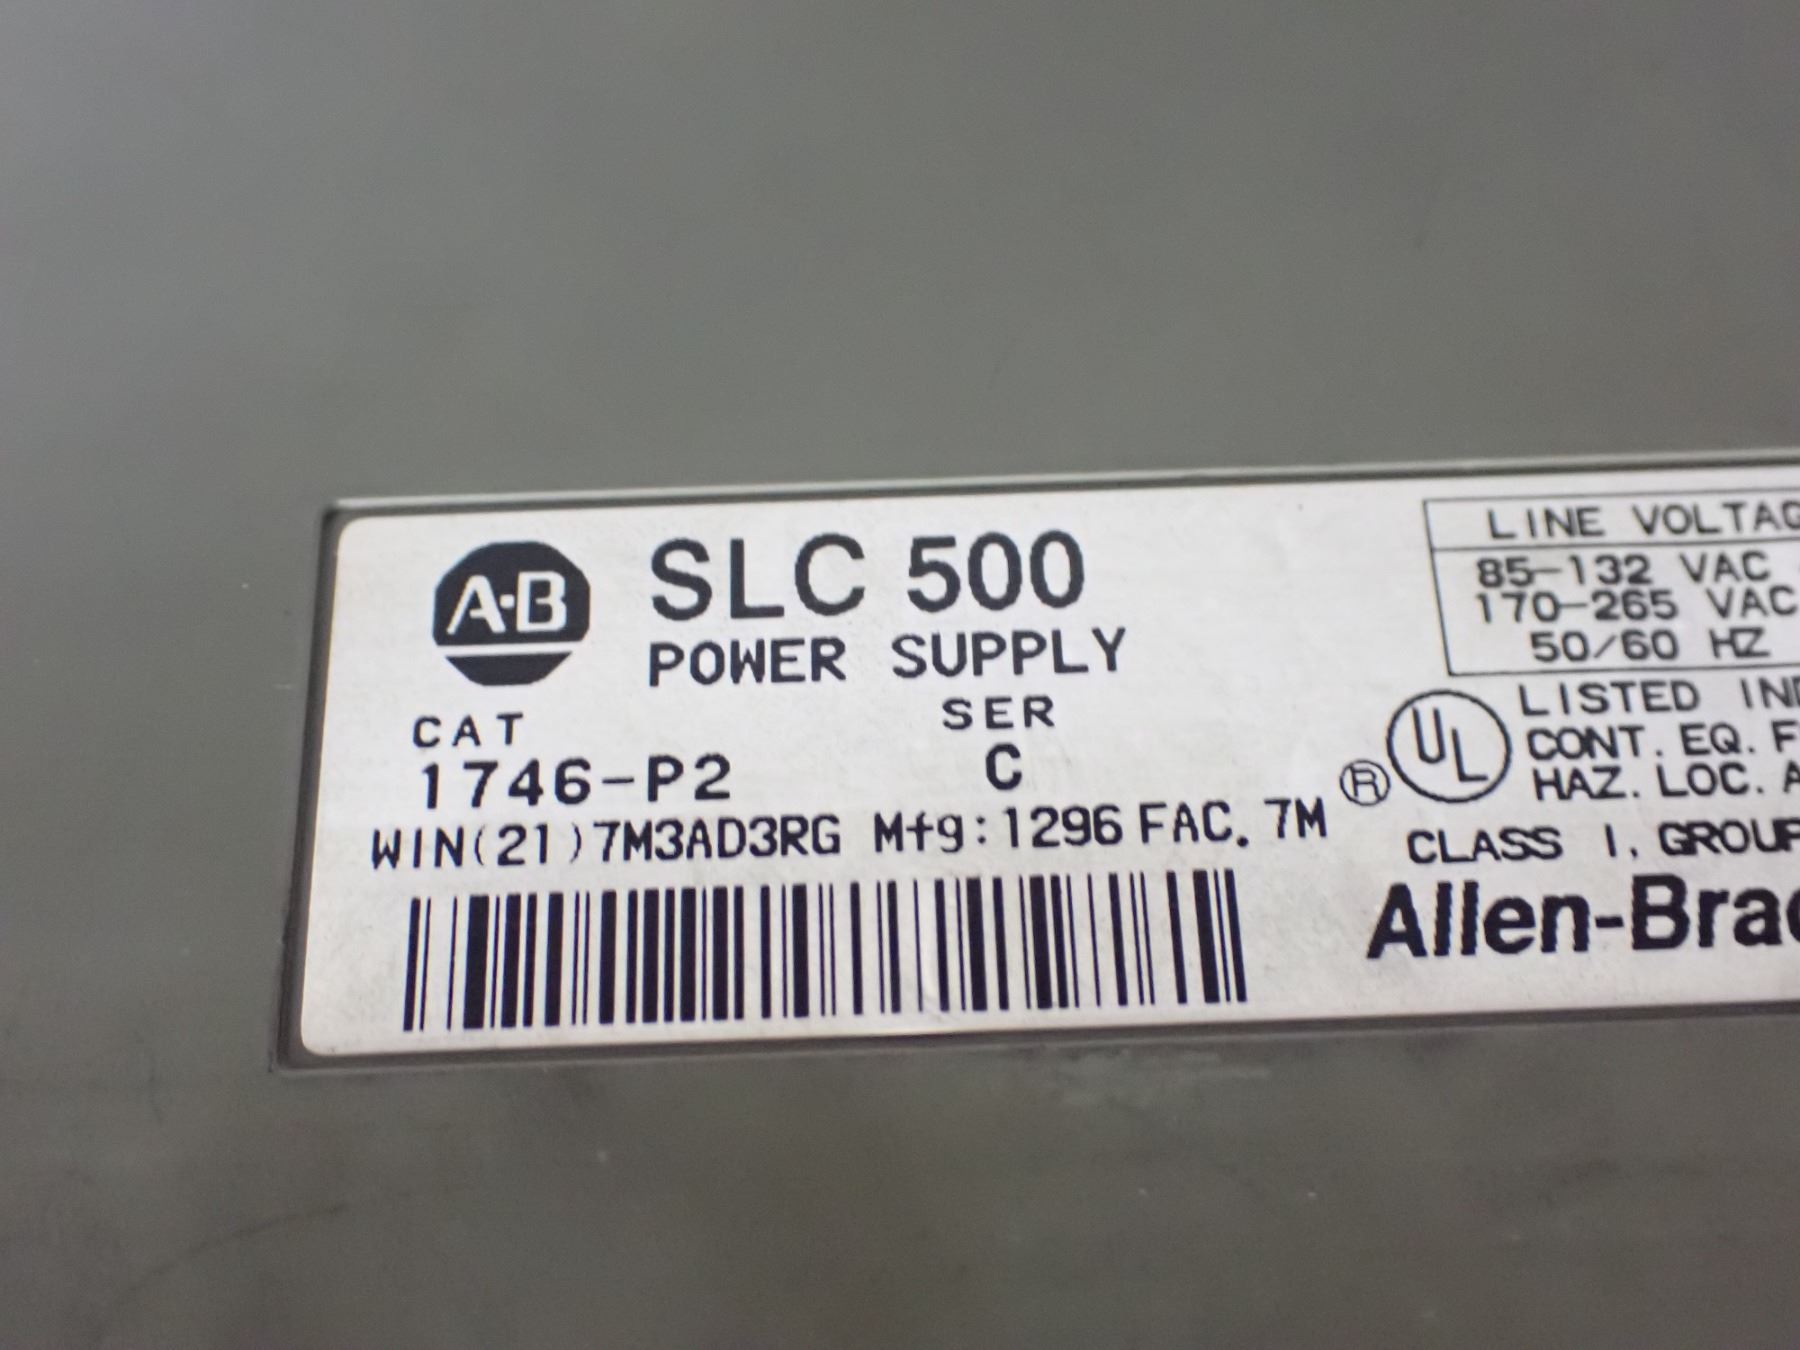 A·B
SLC 500
POWER SUPPLY
CAT
SER
1746-P2
C
WIN(21)7M3AD3RG Mfg:1296 FAC. 7M
LINE
85-132 VAC
170-265 VAC
50/60 HZ
® UL
LISTED
CONT. EQ.
HAZ. LOC.
CLASS I,